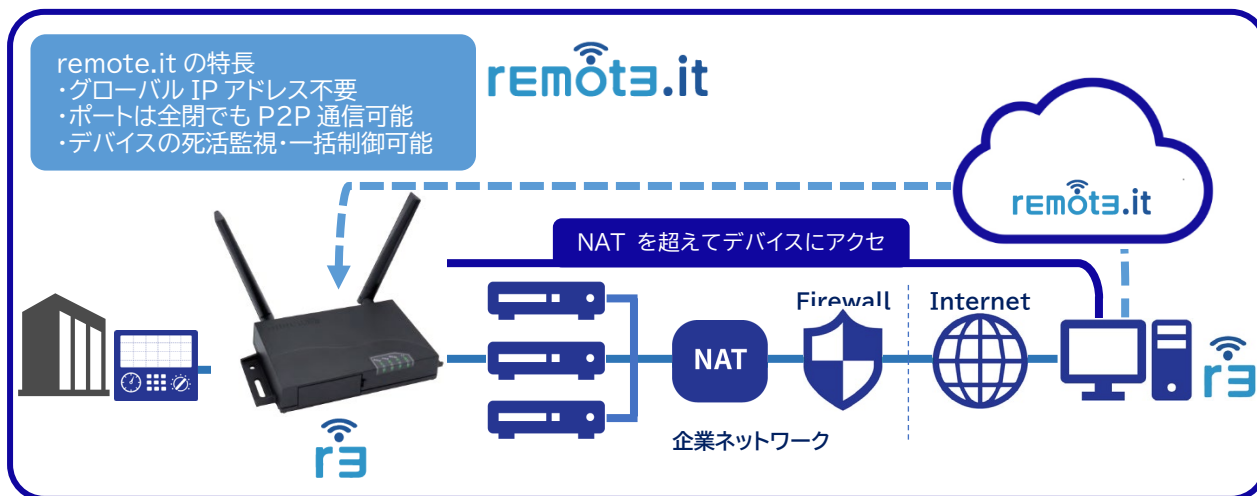 remote.it の特長
・グローバル IP アドレス不要
・ポートは全閉でも P2P 通信可能
・デバイスの死活監視・一括制御可能
remot3.it
remot3.it
NAT を超えてデバイスにアクセ
Firewall
Internet
NAT
企業ネットワーク
r3
r3